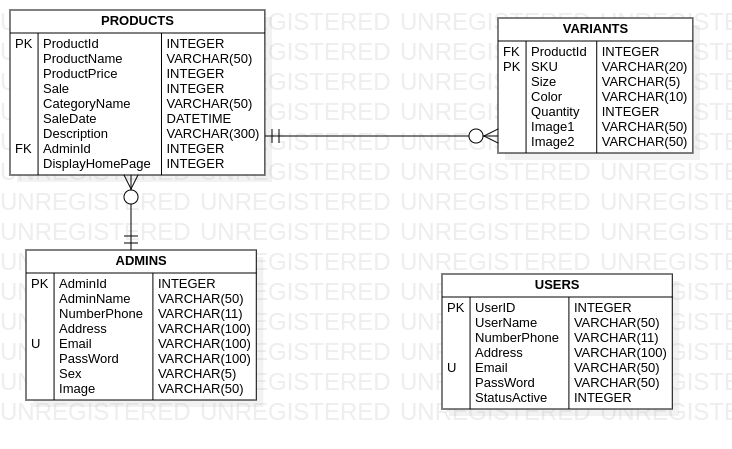 PRODUCTS
PK ProductId INTEGER
ProductName VARCHAR(50)
ProductPrice INTEGER
Sale INTEGER
CategoryName VARCHAR(50)
SaleDate DATETIME
Description VARCHAR(300)
FK AdminId INTEGER
DisplayHomePage INTEGER
VARIANTS
FK ProductId INTEGER
PK SKU VARCHAR(20)
Size VARCHAR(5)
Color VARCHAR(10)
Quantity INTEGER
Image1 VARCHAR(50)
Image2 VARCHAR(50)
ADMINS
PK AdminId INTEGER
AdminName VARCHAR(50)
NumberPhone VARCHAR(11)
Address VARCHAR(100)
U Email VARCHAR(100)
PassWord VARCHAR(100)
Sex VARCHAR(5)
Image VARCHAR(50)
USERS
PK UserID INTEGER
UserName VARCHAR(50)
NumberPhone VARCHAR(11)
Address VARCHAR(100)
U Email VARCHAR(50)
PassWord VARCHAR(50)
StatusActive INTEGER
UNREGISTERED UNREGISTERED UNREGISTERED UNREGISTERED